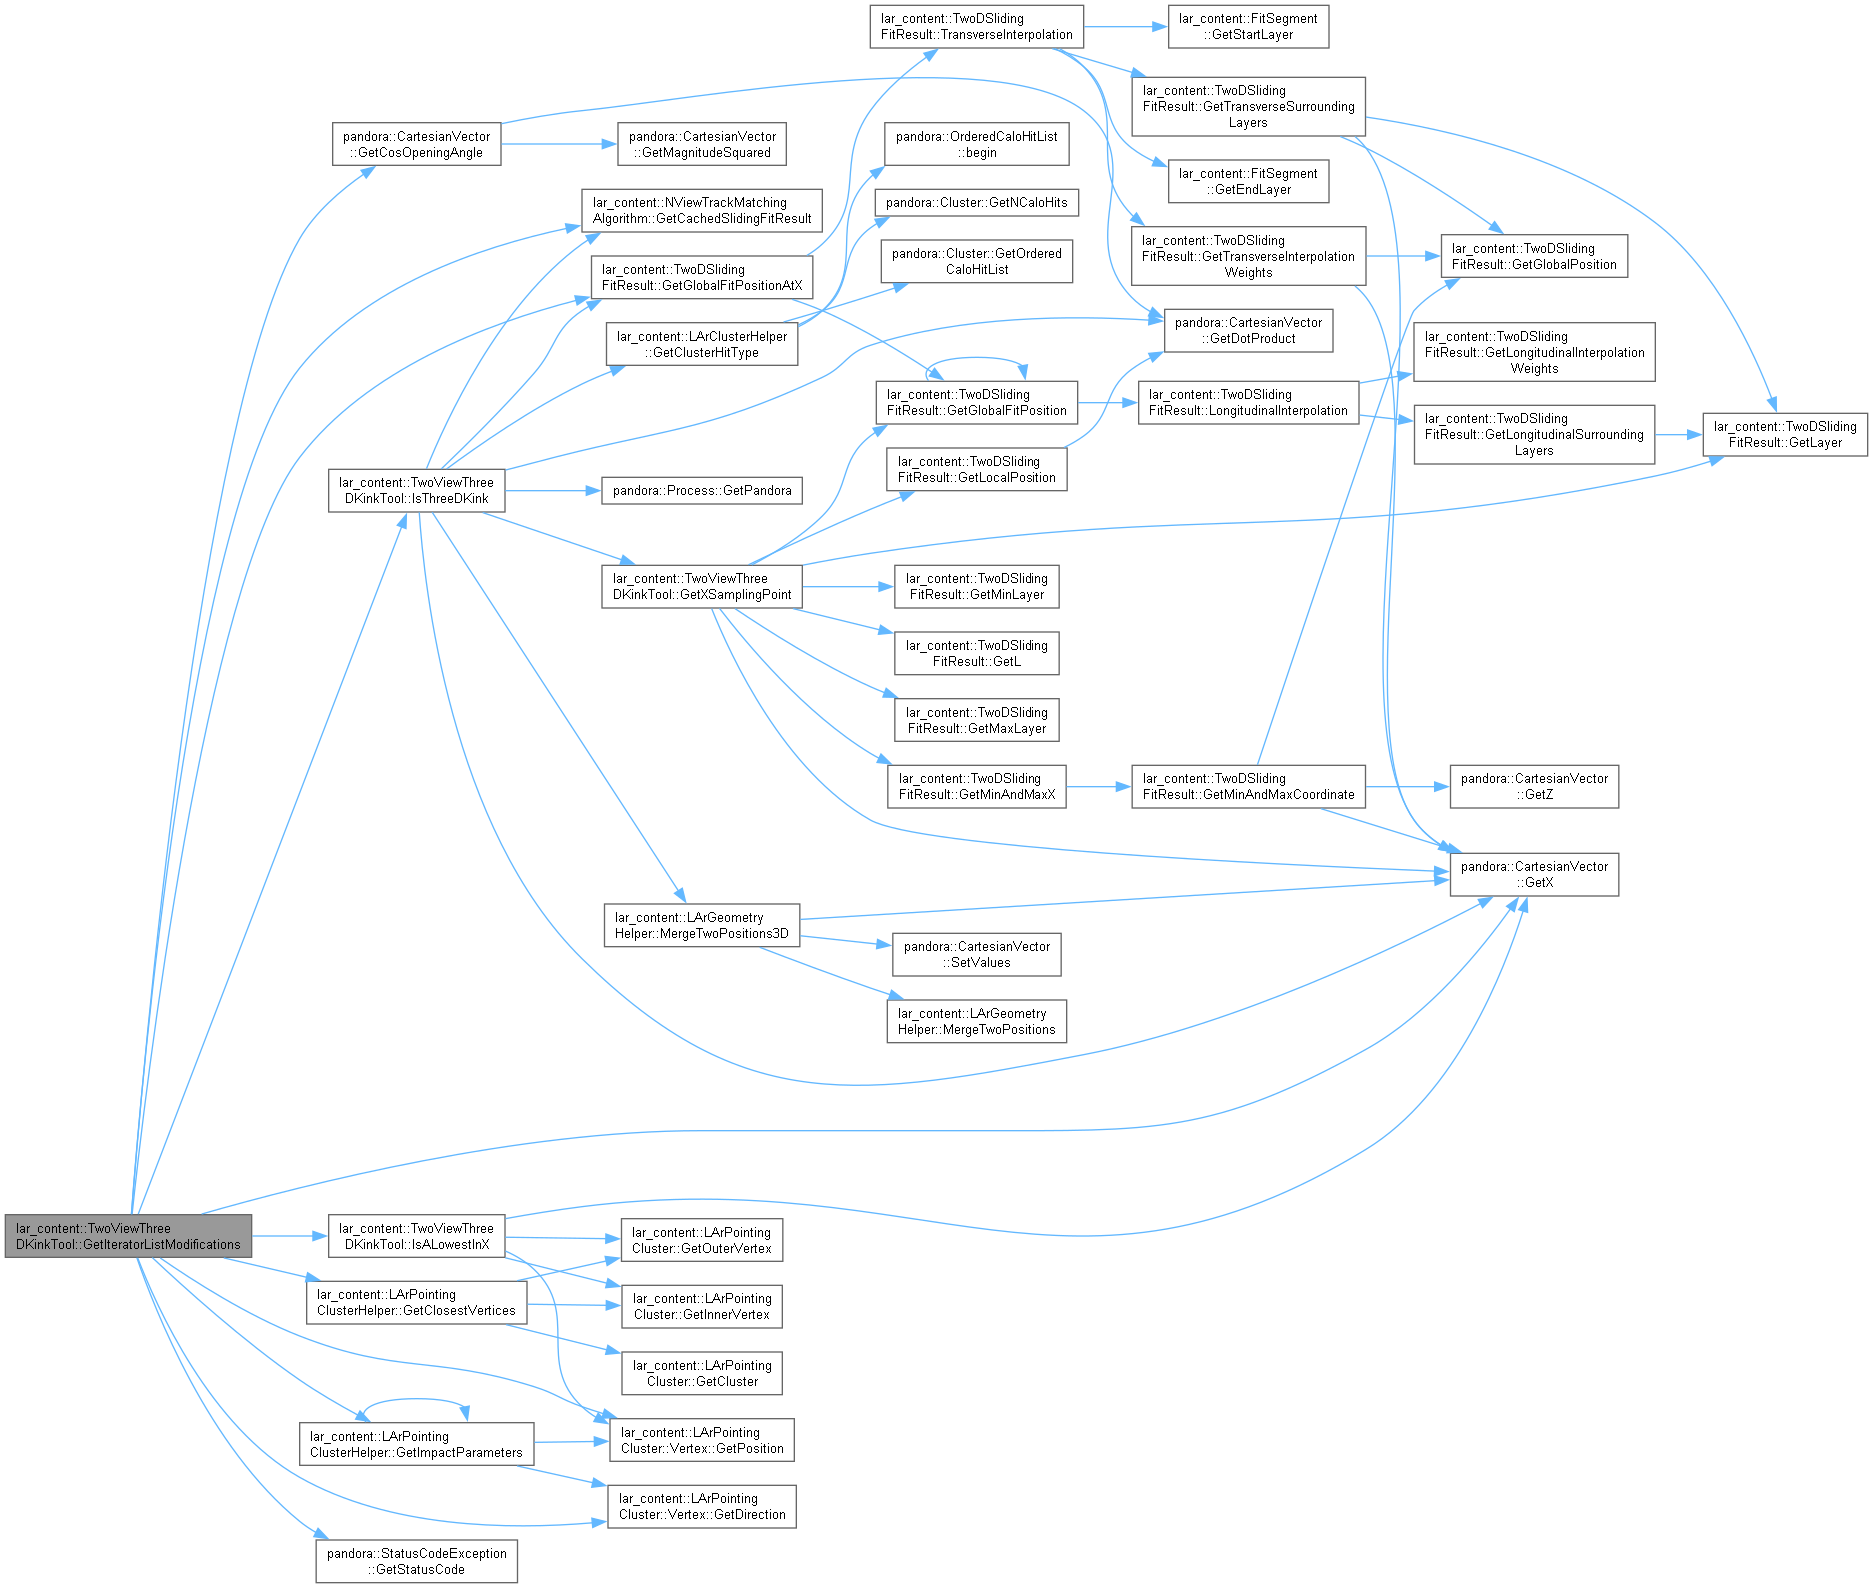 lar_content::TwoViewThree
DKinkTool::GetIteratorListModifications
pandora::CartesianVector
::GetCosOpeningAngle
pandora::CartesianVector
::GetMagnitudeSquared
lar_content::NViewTrackMatching
Algorithm::GetCachedSlidingFitResult
lar_content::TwoDSliding
FitResult::GetGlobalFitPositionAtX
lar_content::LArClusterHelper
::GetClusterHitType
lar_content::TwoViewThree
DKinkTool::IsThreeDKink
pandora::Process::GetPandora
lar_content::TwoViewThree
DKinkTool::GetXSamplingPoint
lar_content::LArGeometry
Helper::MergeTwoPositions3D
lar_content::TwoViewThree
DKinkTool::IsALowestInX
lar_content::LArPointing
ClusterHelper::GetClosestVertices
lar_content::LArPointing
ClusterHelper::GetImpactParameters
pandora::StatusCodeException
::GetStatusCode
lar_content::LArPointing
Cluster::GetOuterVertex
lar_content::LArPointing
Cluster::GetInnerVertex
lar_content::LArPointing
Cluster::GetCluster
lar_content::LArPointing
Cluster::Vertex::GetPosition
lar_content::LArPointing
Cluster::Vertex::GetDirection
lar_content::TwoDSliding
FitResult::TransverseInterpolation
pandora::OrderedCaloHitList
::begin
pandora::Cluster::GetNCaloHits
pandora::Cluster::GetOrdered
CaloHitList
lar_content::TwoDSliding
FitResult::GetGlobalFitPosition
lar_content::TwoDSliding
FitResult::GetLocalPosition
lar_content::TwoDSliding
FitResult::GetMinLayer
lar_content::TwoDSliding
FitResult::GetL
lar_content::TwoDSliding
FitResult::GetMaxLayer
lar_content::TwoDSliding
FitResult::GetMinAndMaxX
pandora::CartesianVector
::SetValues
lar_content::LArGeometry
Helper::MergeTwoPositions
lar_content::FitSegment
::GetStartLayer
lar_content::TwoDSliding
FitResult::GetTransverseSurrounding
Layers
lar_content::FitSegment
::GetEndLayer
lar_content::TwoDSliding
FitResult::GetTransverseInterpolation
Weights
pandora::CartesianVector
::GetDotProduct
lar_content::TwoDSliding
FitResult::LongitudinalInterpolation
lar_content::TwoDSliding
FitResult::GetMinAndMaxCoordinate
lar_content::TwoDSliding
FitResult::GetGlobalPosition
lar_content::TwoDSliding
FitResult::GetLongitudinalInterpolation
Weights
lar_content::TwoDSliding
FitResult::GetLongitudinalSurrounding
Layers
pandora::CartesianVector
::GetZ
pandora::CartesianVector
::GetX
lar_content::TwoDSliding
FitResult::GetLayer